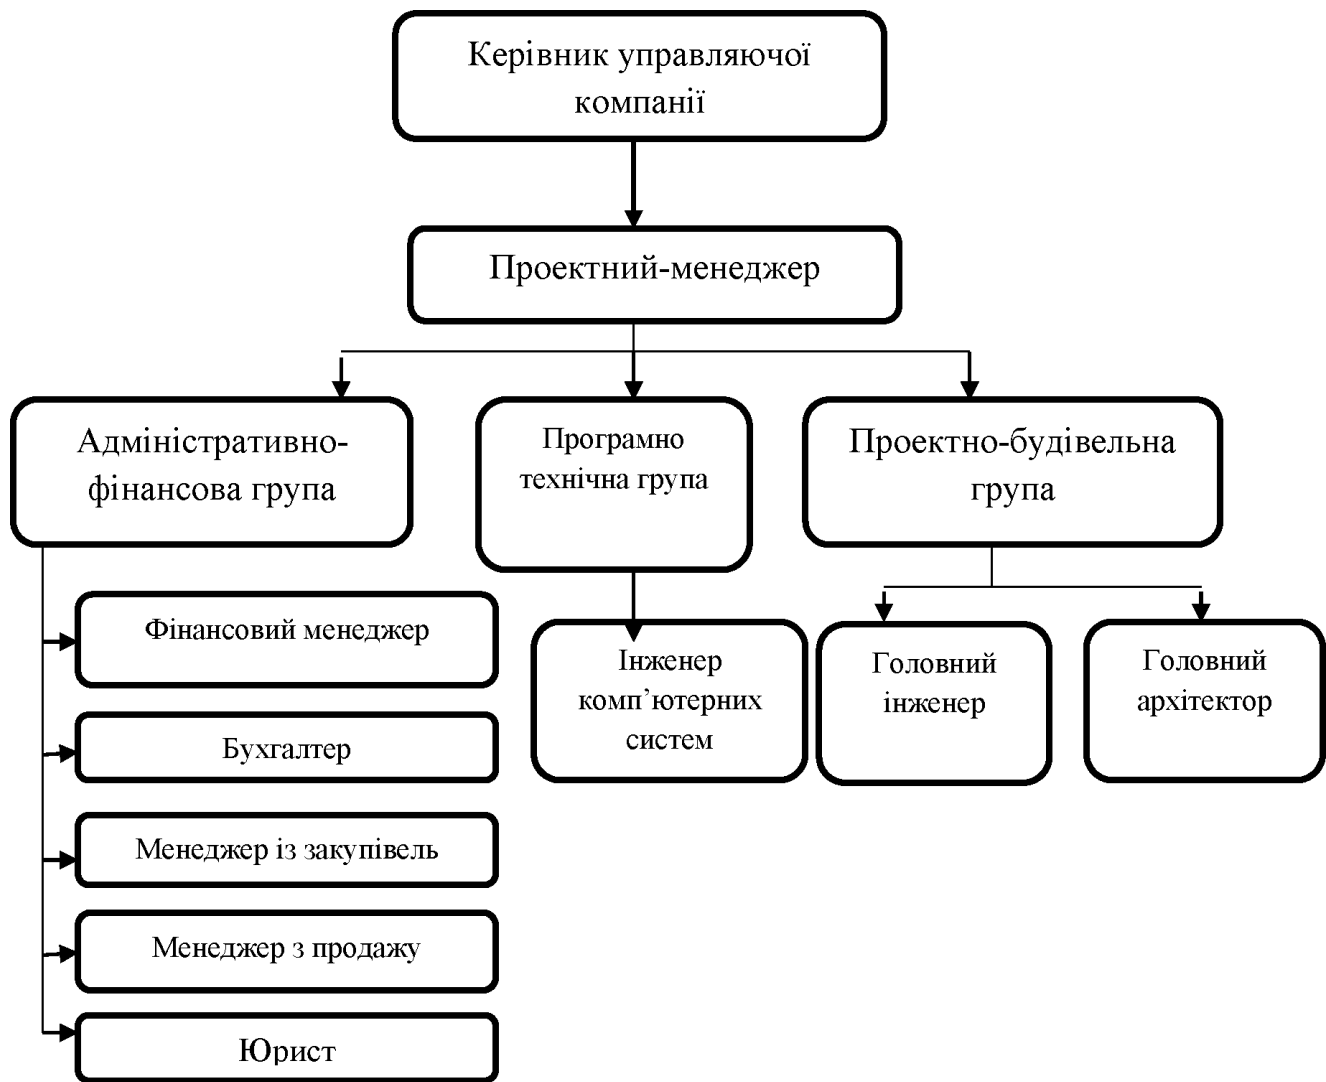 Керівник управляючої
компанії
Проектний-менеджер
Адміністративно-
фінансова група
Програмно
технічна група
Проектно-будівельна
група
Фінансовий менеджер
Бухгалтер
Менеджер із закупівель
Менеджер з продажу
Юрист
Інженер
комп’ютерних
систем
Головний
інженер
Головний
архітектор